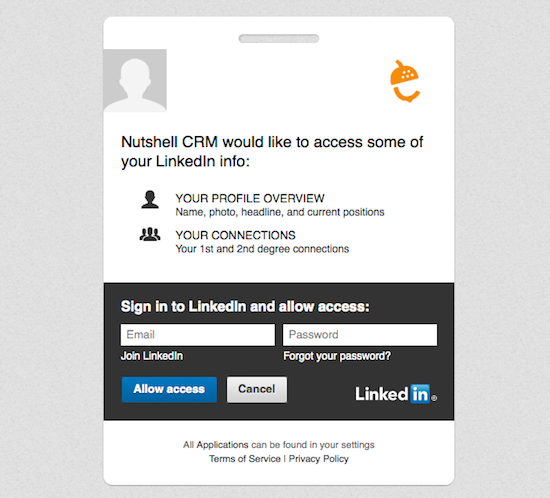 Nutshell CRM would like to access some of
your LinkedIn info:
YOUR PROFILE OVERVIEW
Name, photo, headline, and current positions
YOUR CONNECTIONS
Your 1st and 2nd degree connections
Sign in to LinkedIn and allow access:
Email Password
Join LinkedIn Forgot your password?
Allow access Cancel LinkedIn®
All Applications can be found in your settings
Terms of Service | Privacy Policy